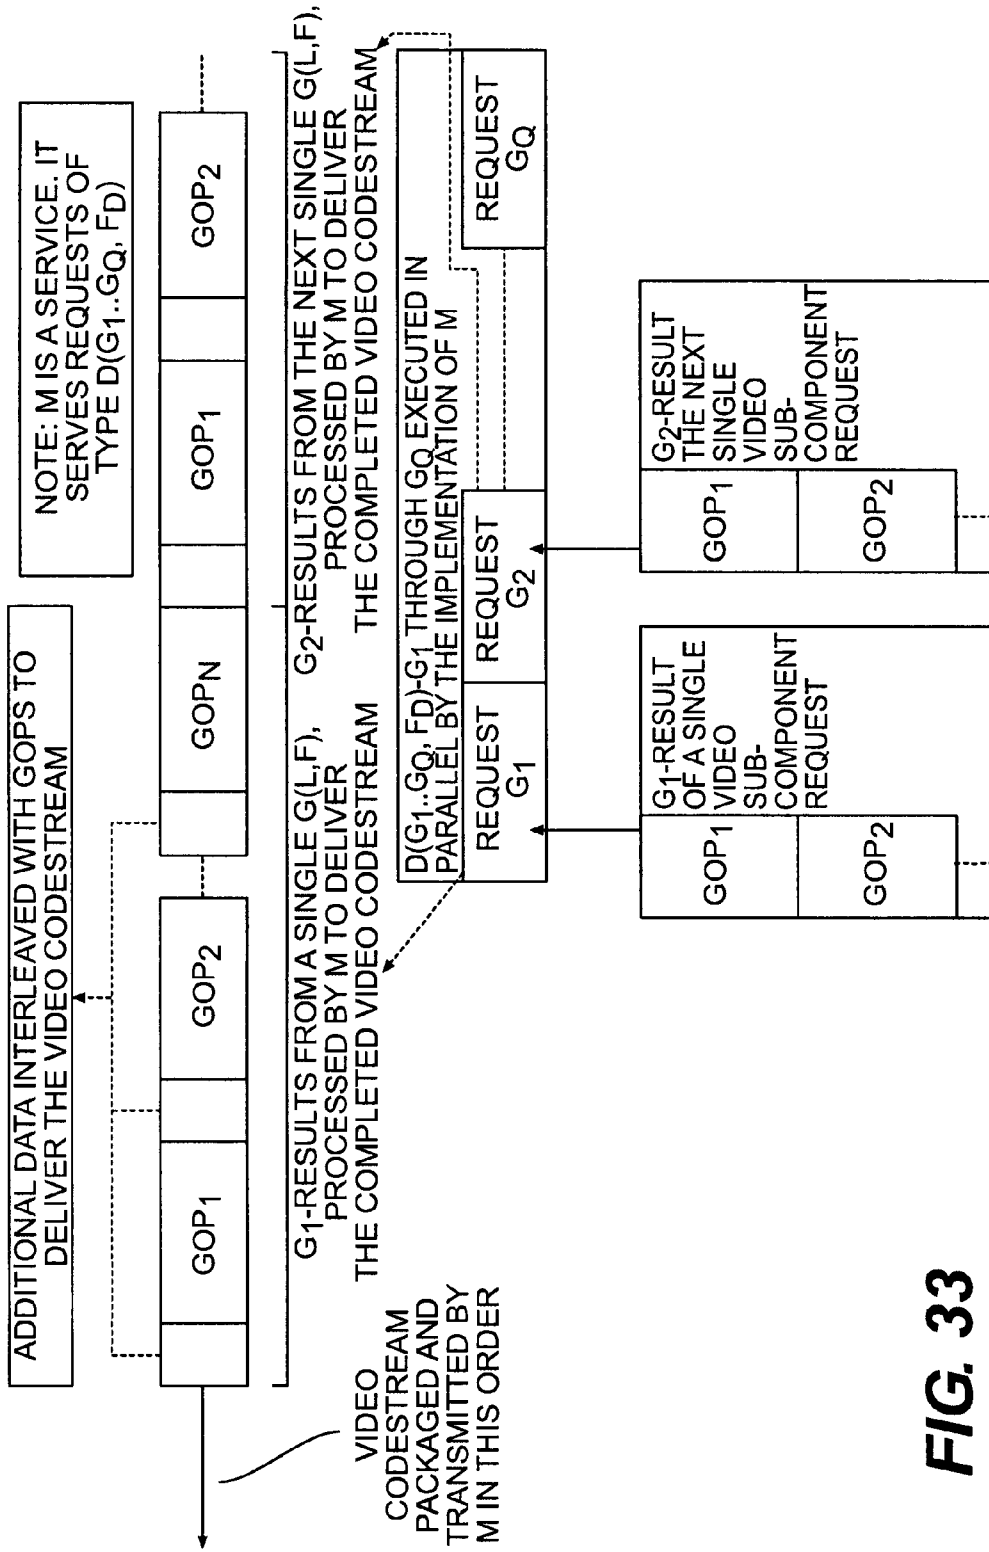 ADDITIONAL DATA INTERLEAVED WITH GOPS TO
DELIVER THE VIDEO CODESTREAM
NOTE: M IS A SERVICE. IT
SERVES REQUESTS OF
TYPE D(G1..GQ, FD)
GOP1
GOP2
GOPN
GOP1
GOP2
VIDEO
CODESTREAM
PACKAGED AND
TRANSMITTED BY
M IN THIS ORDER
G1-RESULTS FROM A SINGLE G(L,F),
PROCESSED BY M TO DELIVER
THE COMPLETED VIDEO CODESTREAM
G2-RESULTS FROM THE NEXT SINGLE G(L,F),
PROCESSED BY M TO DELIVER
THE COMPLETED VIDEO CODESTREAM
D(G1..GQ, FD)-G1 THROUGH GQ EXECUTED IN
PARALLEL BY THE IMPLEMENTATION OF M
REQUEST
G1
REQUEST
G2
REQUEST
GQ
GOP1
GOP2
G1-RESULT
OF A SINGLE
VIDEO
SUB-
COMPONENT
REQUEST
GOP1
GOP2
G2-RESULT
THE NEXT
SINGLE
VIDEO
SUB-
COMPONENT
REQUEST
FIG. 33